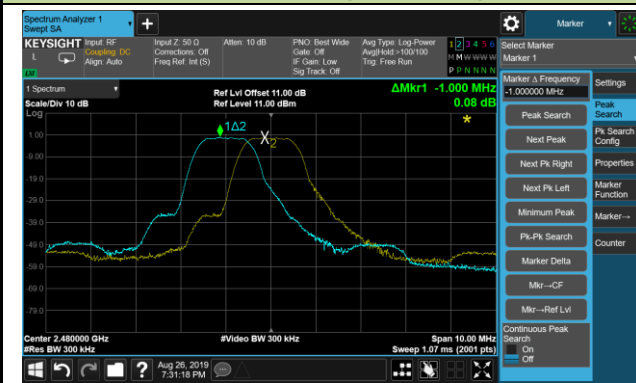 Spectrum Analyzer 1
Swept SA
+
Marker
KEYSIGHT
L
Input: RF
Coupling: DC
Align: Auto
Input Z: 50 Ω
Corrections: Off
Freq Ref: Int (S)
Atten: 10 dB
PNO: Best Wide
Gate: Off
IF Gain: Low
Sig Track: Off
Avg Type: Log-Power
Avg|Hold:>100/100
Trig: Free Run
1 2 3 4 5 6
M M W W W W
P P N N N N
Select Marker
Marker 1
1 Spectrum
Scale/Div 10 dB
Log
Ref Lvl Offset 11.00 dB
Ref Level 11.00 dBm
ΔMkr1 -1.000 MHz
0.08 dB
*
1Δ2
X2
1.00
-9.00
-19.0
-29.0
-39.0
-49.0
-59.0
-69.0
-79.0
Center 2.480000 GHz
#Res BW 300 kHz
#Video BW 300 kHz
Span 10.00 MHz
Sweep 1.07 ms (2001 pts)
Marker Δ Frequency
-1.000000 MHz
Peak Search
Next Peak
Next Pk Right
Next Pk Left
Minimum Peak
Pk-Pk Search
Marker Delta
Mkr→CF
Mkr→Ref Lvl
Continuous Peak
Search
On
Off
Settings
Peak
Search
Pk Search
Config
Properties
Marker
Function
Marker→
Counter
?
Aug 26, 2019
7:31:18 PM